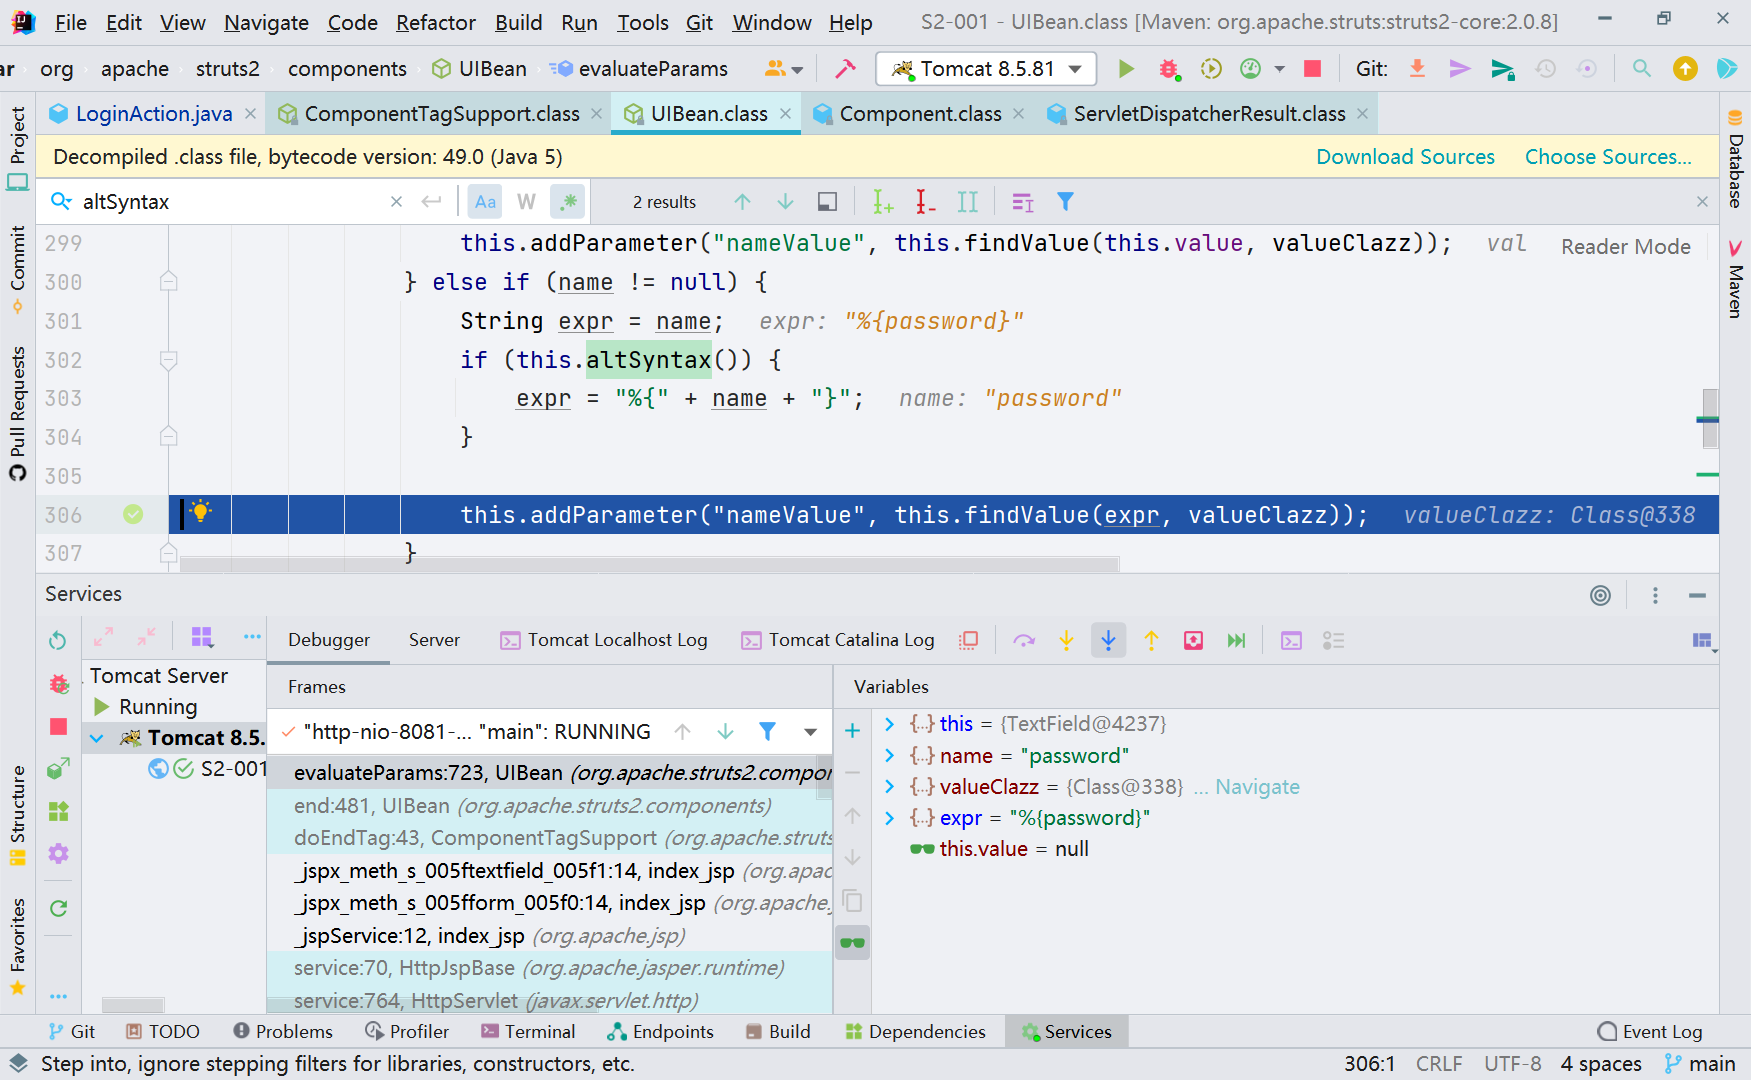 File Edit View Navigate Code Refactor Build Run Tools Git Window Help S2-001 - UIBean.class [Maven: org.apache.struts:struts2-core:2.0.8]
ar org apache struts2 components UIBean evaluateParams Tomcat 8.5.81 Git:
LoginAction.java ComponentTagSupport.class UIBean.class Component.class ServletDispatcherResult.class
Decompiled .class file, bytecode version: 49.0 (Java 5) Download Sources Choose Sources...
altSyntax Aa W .* 2 results
299 this.addParameter("nameValue", this.findValue(this.value, valueClazz)); val Reader Mode
300 } else if (name != null) {
301 String expr = name; expr: "%{password}"
302 if (this.altSyntax()) {
303 expr = "%{" + name + "}"; name: "password"
304 }
305
306 this.addParameter("nameValue", this.findValue(expr, valueClazz)); valueClazz: Class@338
307 }
Project
Commit
Pull Requests
Structure
Favorites
Database
Maven
Services
Debugger Server Tomcat Localhost Log Tomcat Catalina Log
Tomcat Server
Running
Tomcat 8.5.
S2-001
Frames
"http-nio-8081-... "main": RUNNING
evaluateParams:723, UIBean (org.apache.struts2.compor
end:481, UIBean (org.apache.struts2.components)
doEndTag:43, ComponentTagSupport (org.apache.struts
_jspx_meth_s_005ftextfield_005f1:14, index_jsp (org.apac
_jspx_meth_s_005fform_005f0:14, index_jsp (org.apache.
_jspService:12, index_jsp (org.apache.jsp)
service:70, HttpJspBase (org.apache.jasper.runtime)
service:764, HttpServlet (javax.servlet.http)
Variables
this = {TextField@4237}
name = "password"
valueClazz = {Class@338} ... Navigate
expr = "%{password}"
this.value = null
Git TODO Problems Profiler Terminal Endpoints Build Dependencies Services Event Log
Step into, ignore stepping filters for libraries, constructors, etc. 306:1 CRLF UTF-8 4 spaces main